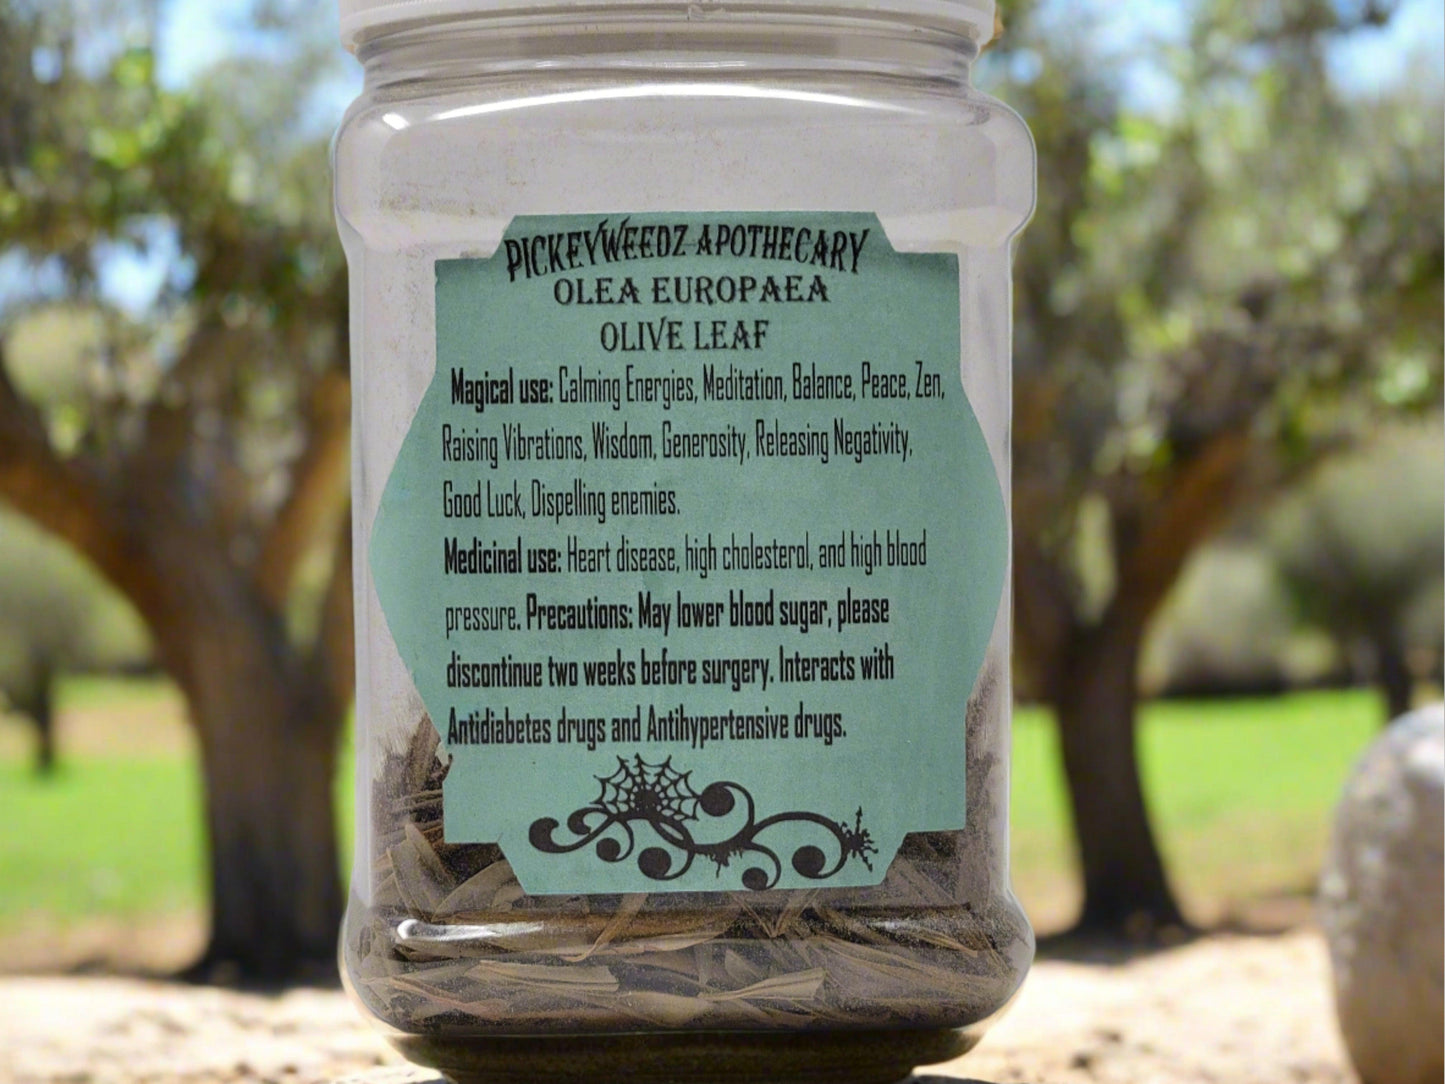 PICKEYWEEDZ APOTHECARY
OLEA EUROPAEA
OLIVE LEAF
Magical use: Calming Energies, Meditation, Balance, Peace, Zen,
Raising Vibrations, Wisdom, Generosity, Releasing Negativity,
Good Luck, Dispelling enemies.
Medicinal use: Heart disease, high cholesterol, and high blood
pressure. Precautions: May lower blood sugar, please
discontinue two weeks before surgery. Interacts with
Antidiabetes drugs and Antihypertensive drugs.